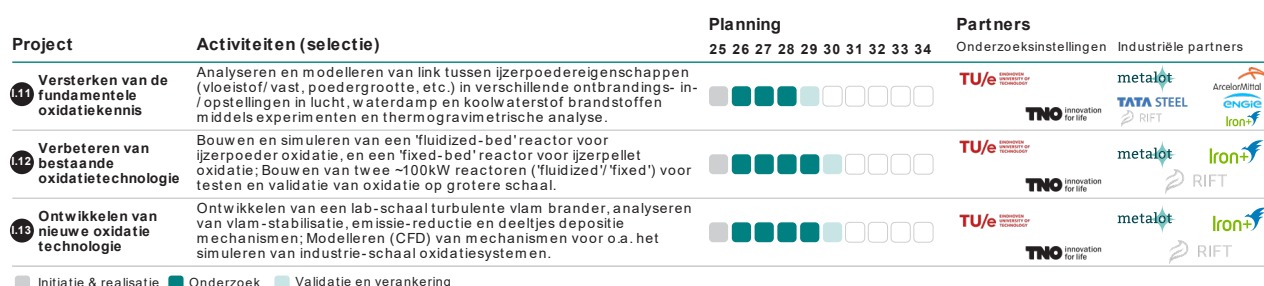 Planning
Partners
Project
Activiteiten (selectie)
25 26 27 28 29 30 31 32 33 34
Onderzoeksinstellingen
Industriële partners
I.11
Versterken van de
fundamentele
oxidatiekennis
Analyseren en modelleren van link tussen ijzerpoedereigenschappen
(vloeistof/ vast, poedergrootte, etc.) in verschillende ontbrandings- in-
/ opstellingen in lucht, waterdamp en koolwaterstof brandstoffen
middels experimenten en thermogravimetrische analyse.
TU/e EINDHOVEN
UNIVERSITY OF
TECHNOLOGY
TNO innovation
for life
metalot
ArcelorMittal
TATA STEEL
ENGIE
RIFT
Iron+
I.12
Verbeteren van
bestaande
oxidatietechnologie
Bouwen en simuleren van een 'fluidized-bed' reactor voor
ijzerpoeder oxidatie, en een 'fixed-bed' reactor voor ijzerpellet
oxidatie; Bouwen van twee ~100kW reactoren ('fluidized'/ 'fixed') voor
testen en validatie van oxidatie op grotere schaal.
TU/e EINDHOVEN
UNIVERSITY OF
TECHNOLOGY
TNO innovation
for life
metalot
Iron+
RIFT
I.13
Ontwikkelen van
nieuwe oxidatie
technologie
Ontwikkelen van een lab-schaal turbulente vlam brander, analyseren
van vlam-stabilisatie, emissie-reductie en deeltjes depositie
mechanismen; Modelleren (CFD) van mechanismen voor o.a. het
simuleren van industrie-schaal oxidatiesystemen.
TU/e EINDHOVEN
UNIVERSITY OF
TECHNOLOGY
TNO innovation
for life
metalot
Iron+
RIFT
Initiatie & realisatie
Onderzoek
Validatie en verankering